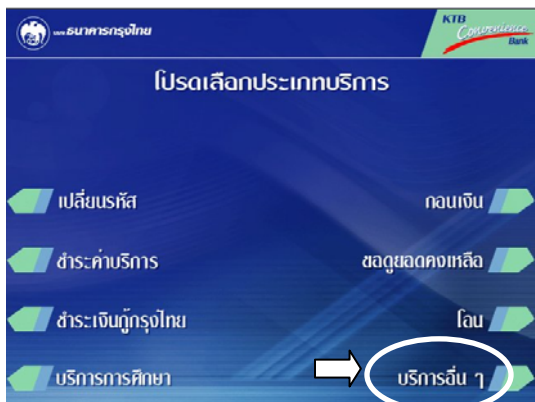 บมจ.ธนาคารกรุงไทย
KTB
Convenience
Bank
โปรดเลือกประเภทบริการ
เปลี่ยนรหัส
ถอนเงิน
ชำระค่าบริการ
ขอดูยอดคงเหลือ
ชำระเงินกู้กรุงไทย
โอน
บริการการศึกษา
บริการอื่น ๆ